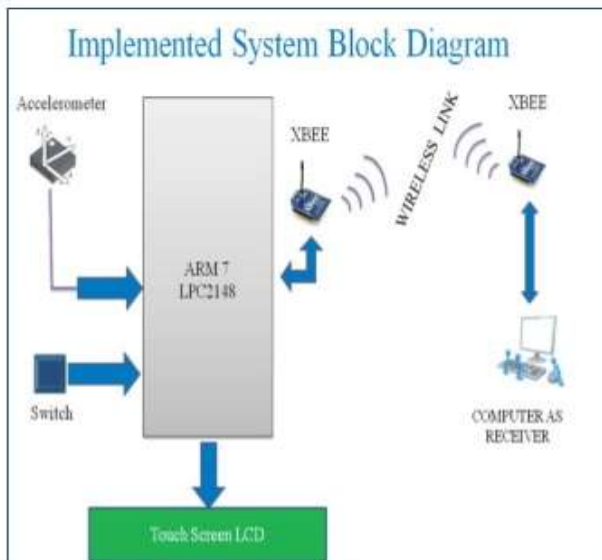 Implemented System Block Diagram
Accelerometer
XBEE
WIRELESS LINK
XBEE
ARM 7
LPC2148
Switch
COMPUTER AS
RECEIVER
Touch Screen LCD